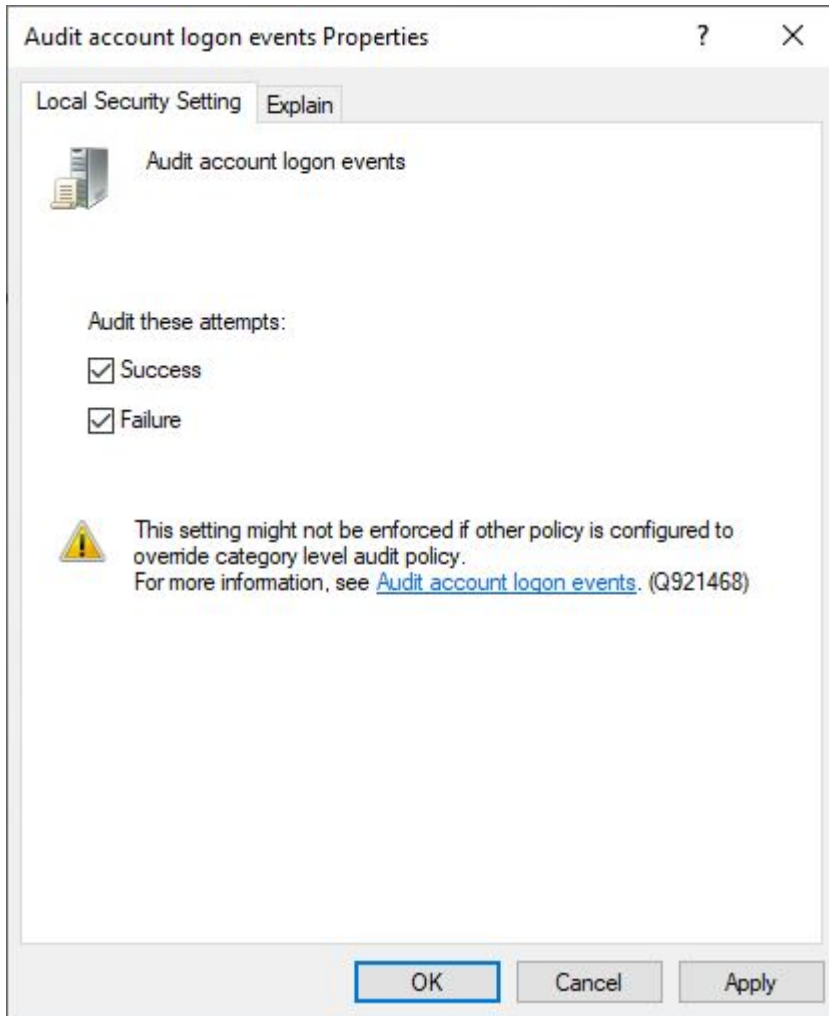 Audit account logon events Properties
?
Local Security Setting
Explain
Audit account logon events
Audit these attempts:
Success
Failure
This setting might not be enforced if other policy is configured to
override category level audit policy.
For more information, see Audit account logon events. (Q921468)
OK
Cancel
Apply